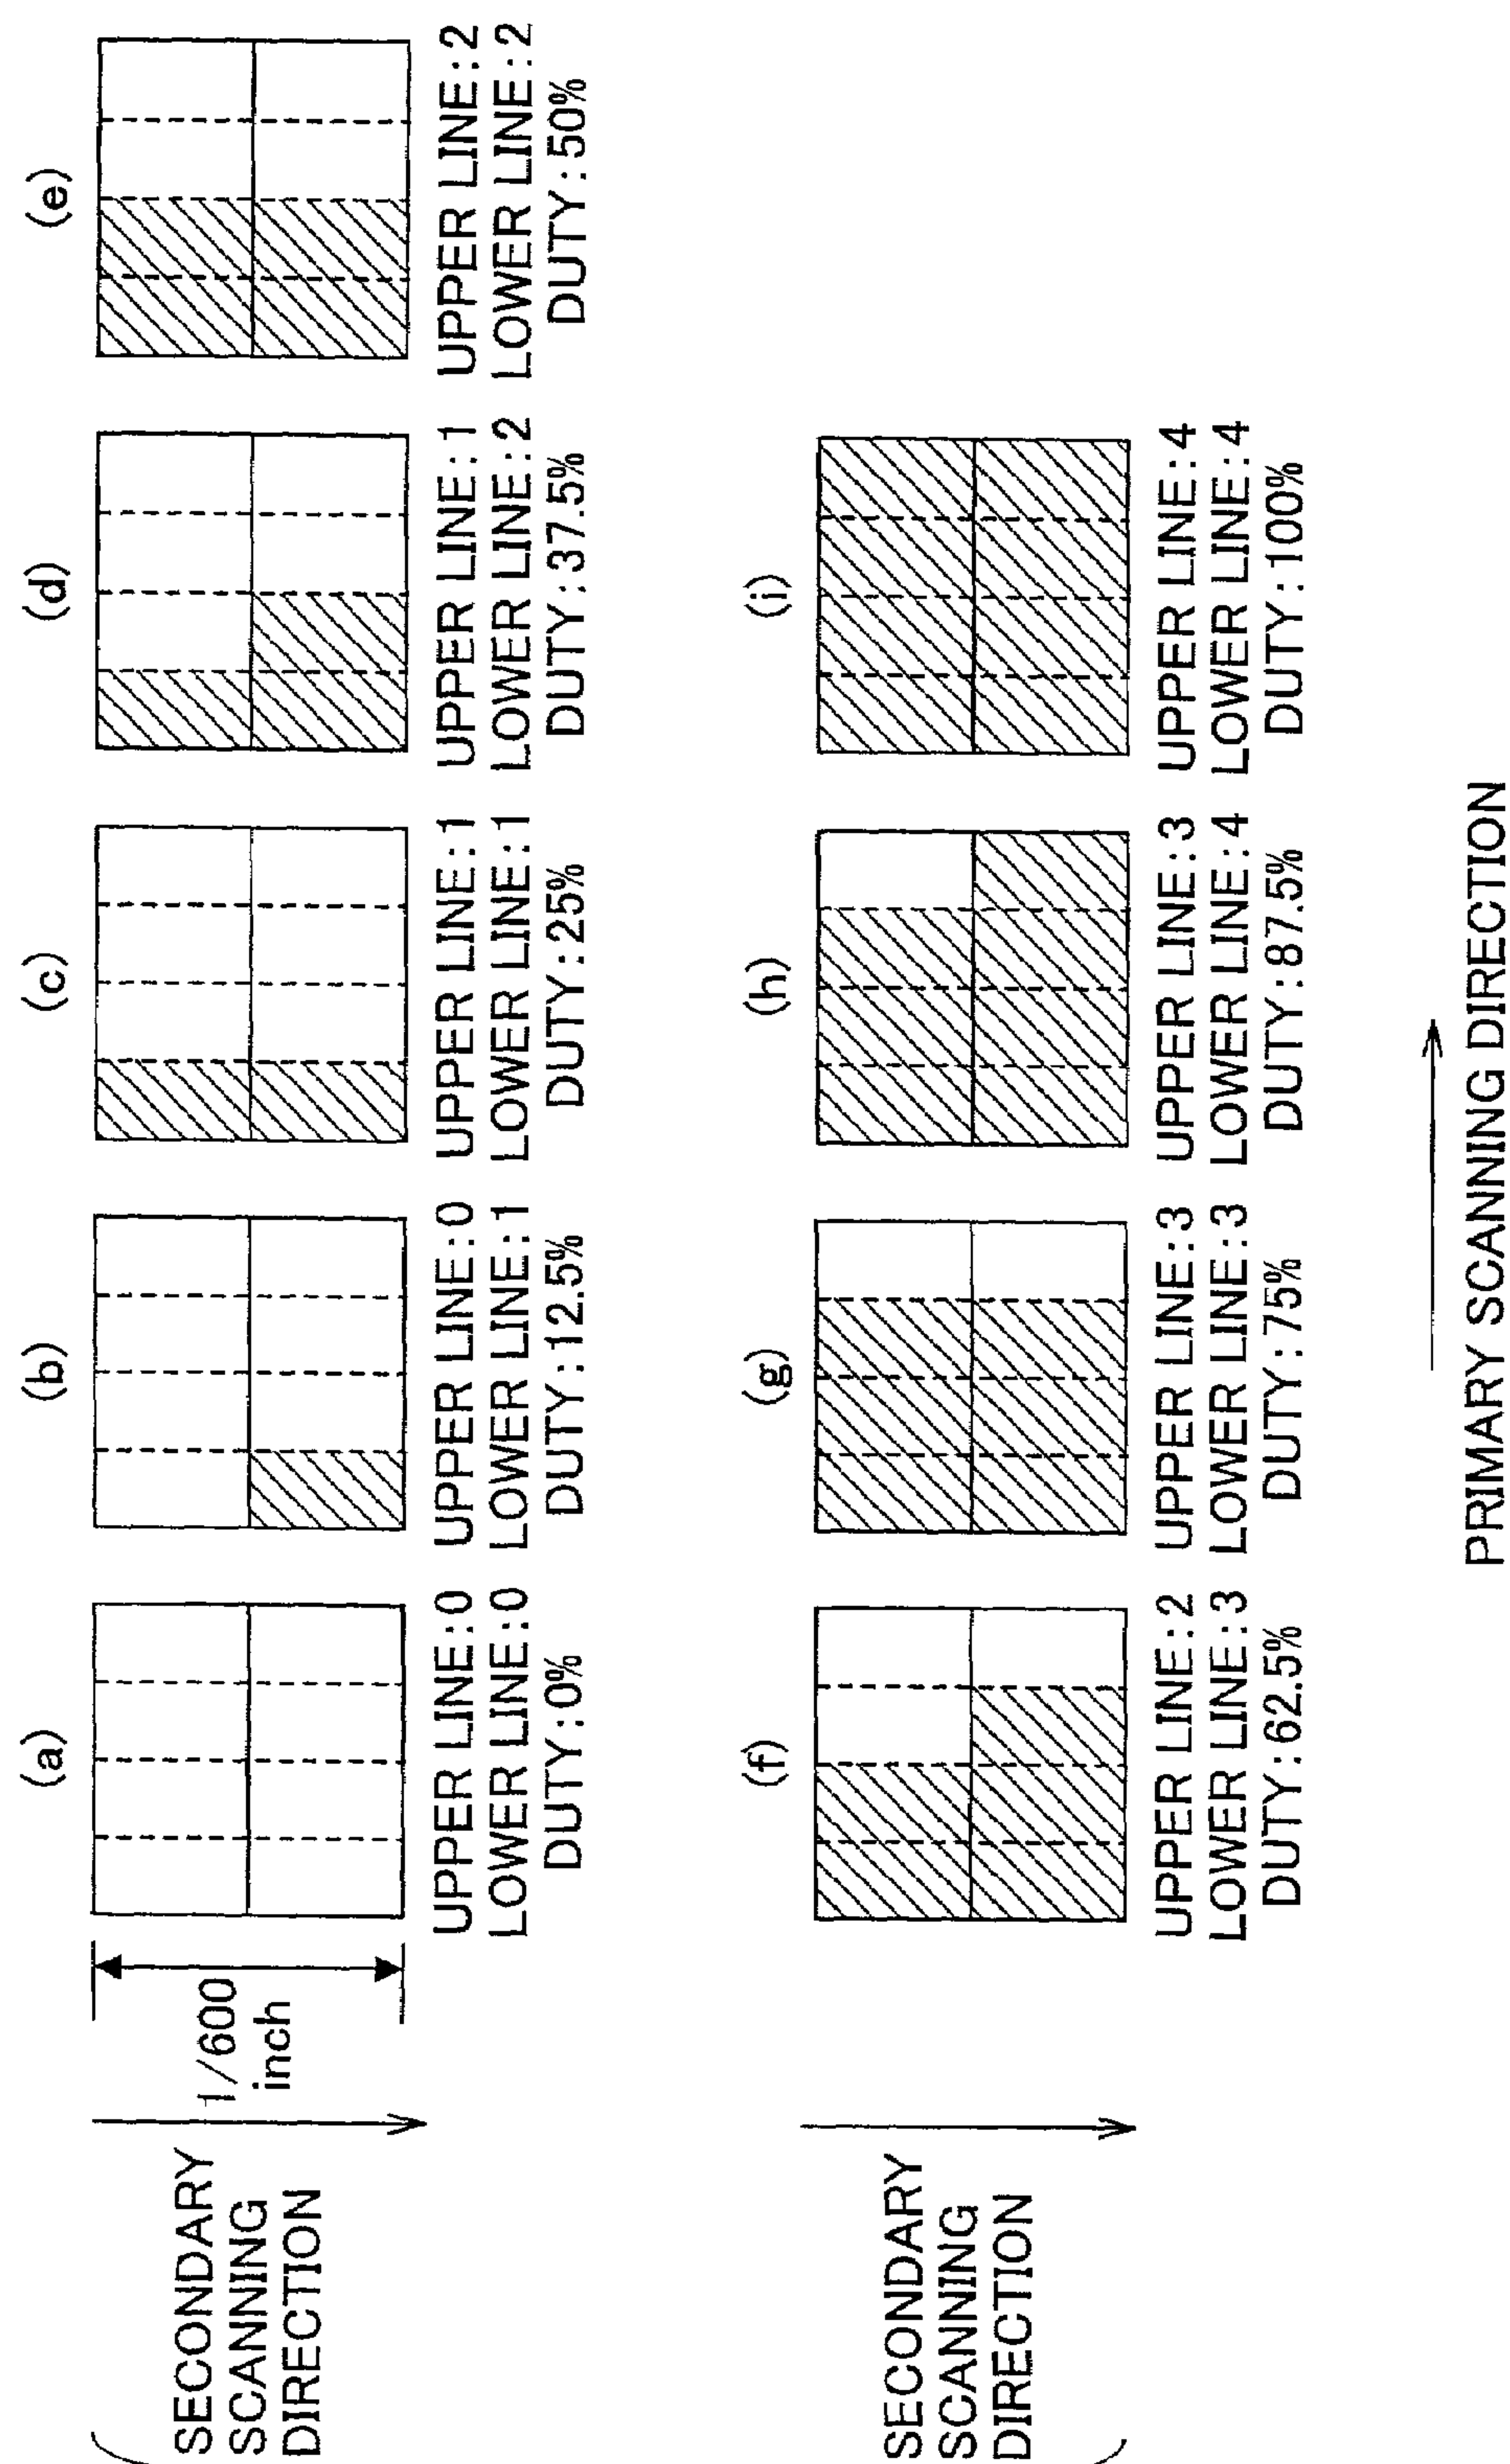 (a)
(b)
(c)
(d)
(e)
SECONDARY
SCANNING
DIRECTION
1/600
inch
UPPER LINE:0
LOWER LINE:0
DUTY:0%
UPPER LINE:0
LOWER LINE:1
DUTY:12.5%
UPPER LINE:1
LOWER LINE:1
DUTY:25%
UPPER LINE:1
LOWER LINE:2
DUTY:37.5%
UPPER LINE:2
LOWER LINE:2
DUTY:50%
(f)
(g)
(h)
(i)
SECONDARY
SCANNING
DIRECTION
UPPER LINE:2
LOWER LINE:3
DUTY:62.5%
UPPER LINE:3
LOWER LINE:3
DUTY:75%
UPPER LINE:3
LOWER LINE:4
DUTY:87.5%
UPPER LINE:4
LOWER LINE:4
DUTY:100%
PRIMARY SCANNING DIRECTION